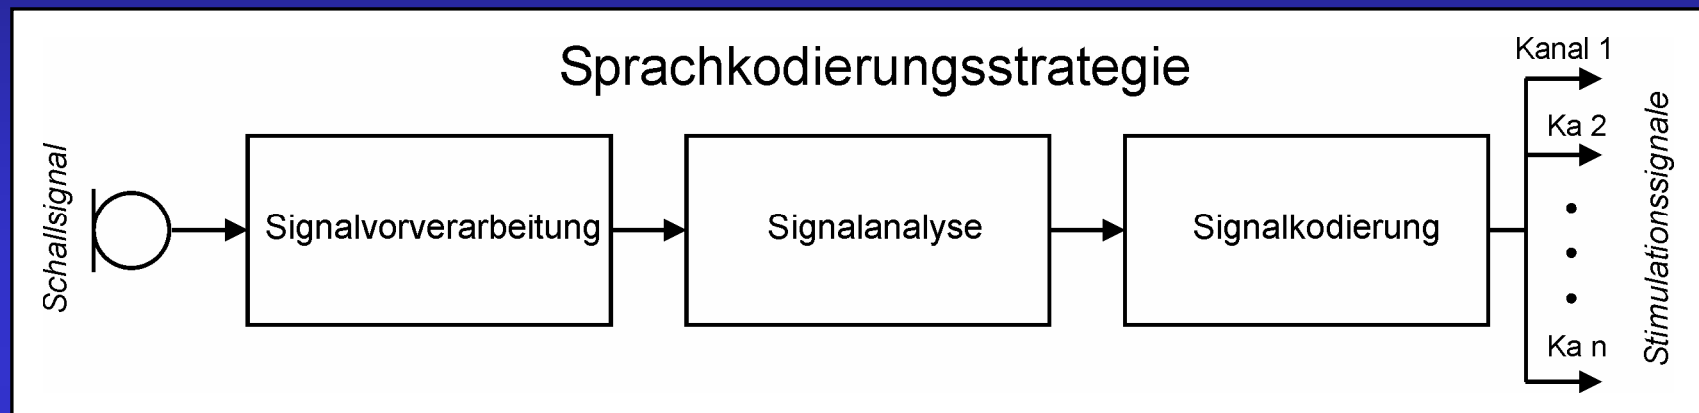 Sprachkodierungsstrategie
Schallsignal
Signalvorverarbeitung
Signalanalyse
Signalkodierung
Kanal 1
Ka 2
Ka n
Stimulationssignale